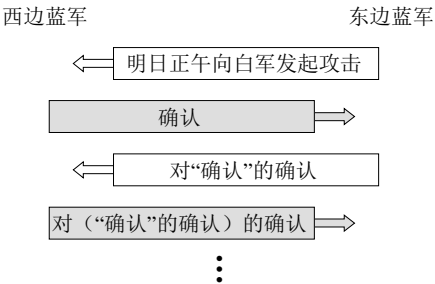 西边蓝军
东边蓝军
明日正午向白军发起攻击
确认
对“确认”的确认
对（“确认”的确认）的确认